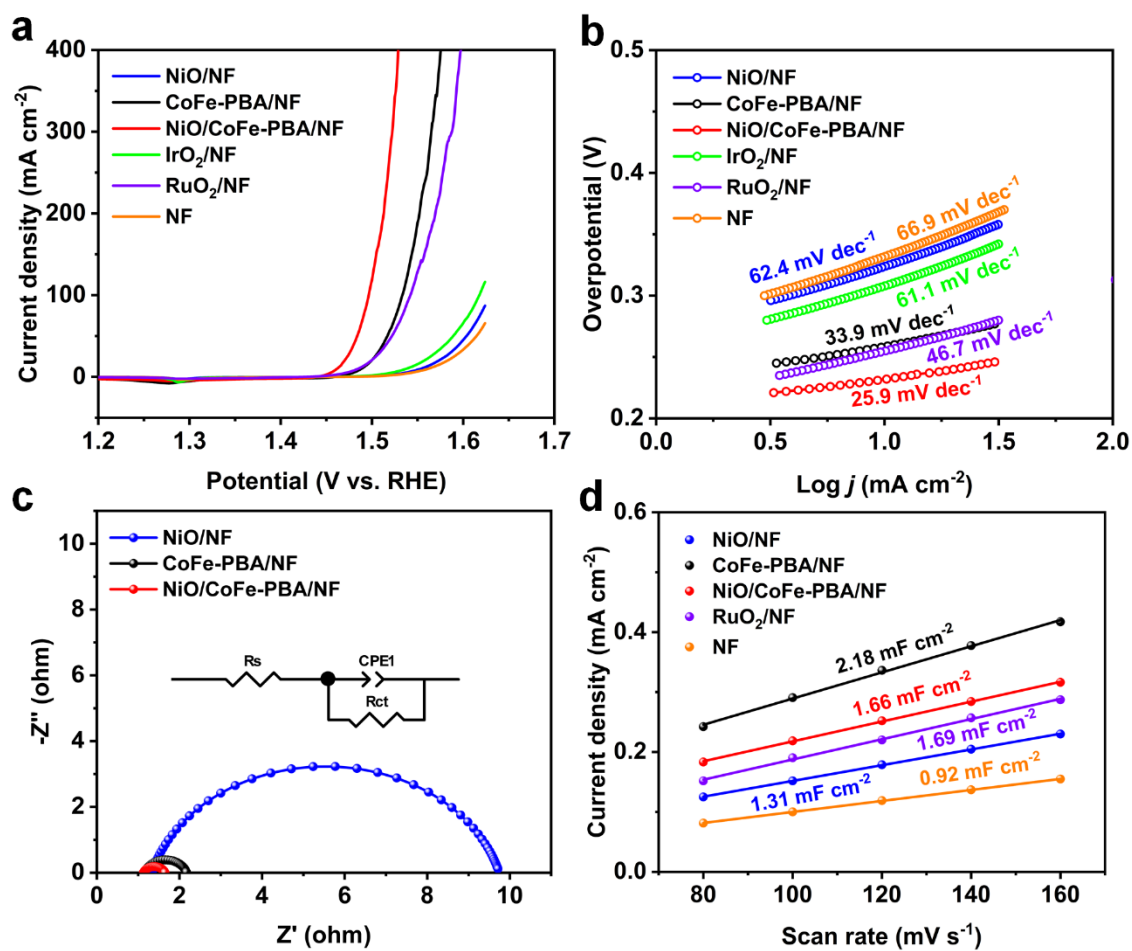 a
400
300
200
100
0
1.2 1.3 1.4 1.5 1.6 1.7
Current density (mA cm⁻²)
Potential (V vs. RHE)
NiO/NF
CoFe-PBA/NF
NiO/CoFe-PBA/NF
IrO₂/NF
RuO₂/NF
NF
b
0.5
0.4
0.3
0.2
0.0 0.5 1.0 1.5 2.0
Overpotential (V)
Log j (mA cm⁻²)
NiO/NF
CoFe-PBA/NF
NiO/CoFe-PBA/NF
IrO₂/NF
RuO₂/NF
NF
66.9 mV dec⁻¹
62.4 mV dec⁻¹
61.1 mV dec⁻¹
33.9 mV dec⁻¹
46.7 mV dec⁻¹
25.9 mV dec⁻¹
c
10
8
6
4
2
0
0 2 4 6 8 10
-Z'' (ohm)
Z' (ohm)
NiO/NF
CoFe-PBA/NF
NiO/CoFe-PBA/NF
Rs
CPE1
Rct
d
0.6
0.4
0.2
0.0
80 100 120 140 160
Current density (mA cm⁻²)
Scan rate (mV s⁻¹)
NiO/NF
CoFe-PBA/NF
NiO/CoFe-PBA/NF
RuO₂/NF
NF
2.18 mF cm⁻²
1.66 mF cm⁻²
1.69 mF cm⁻²
1.31 mF cm⁻²
0.92 mF cm⁻²